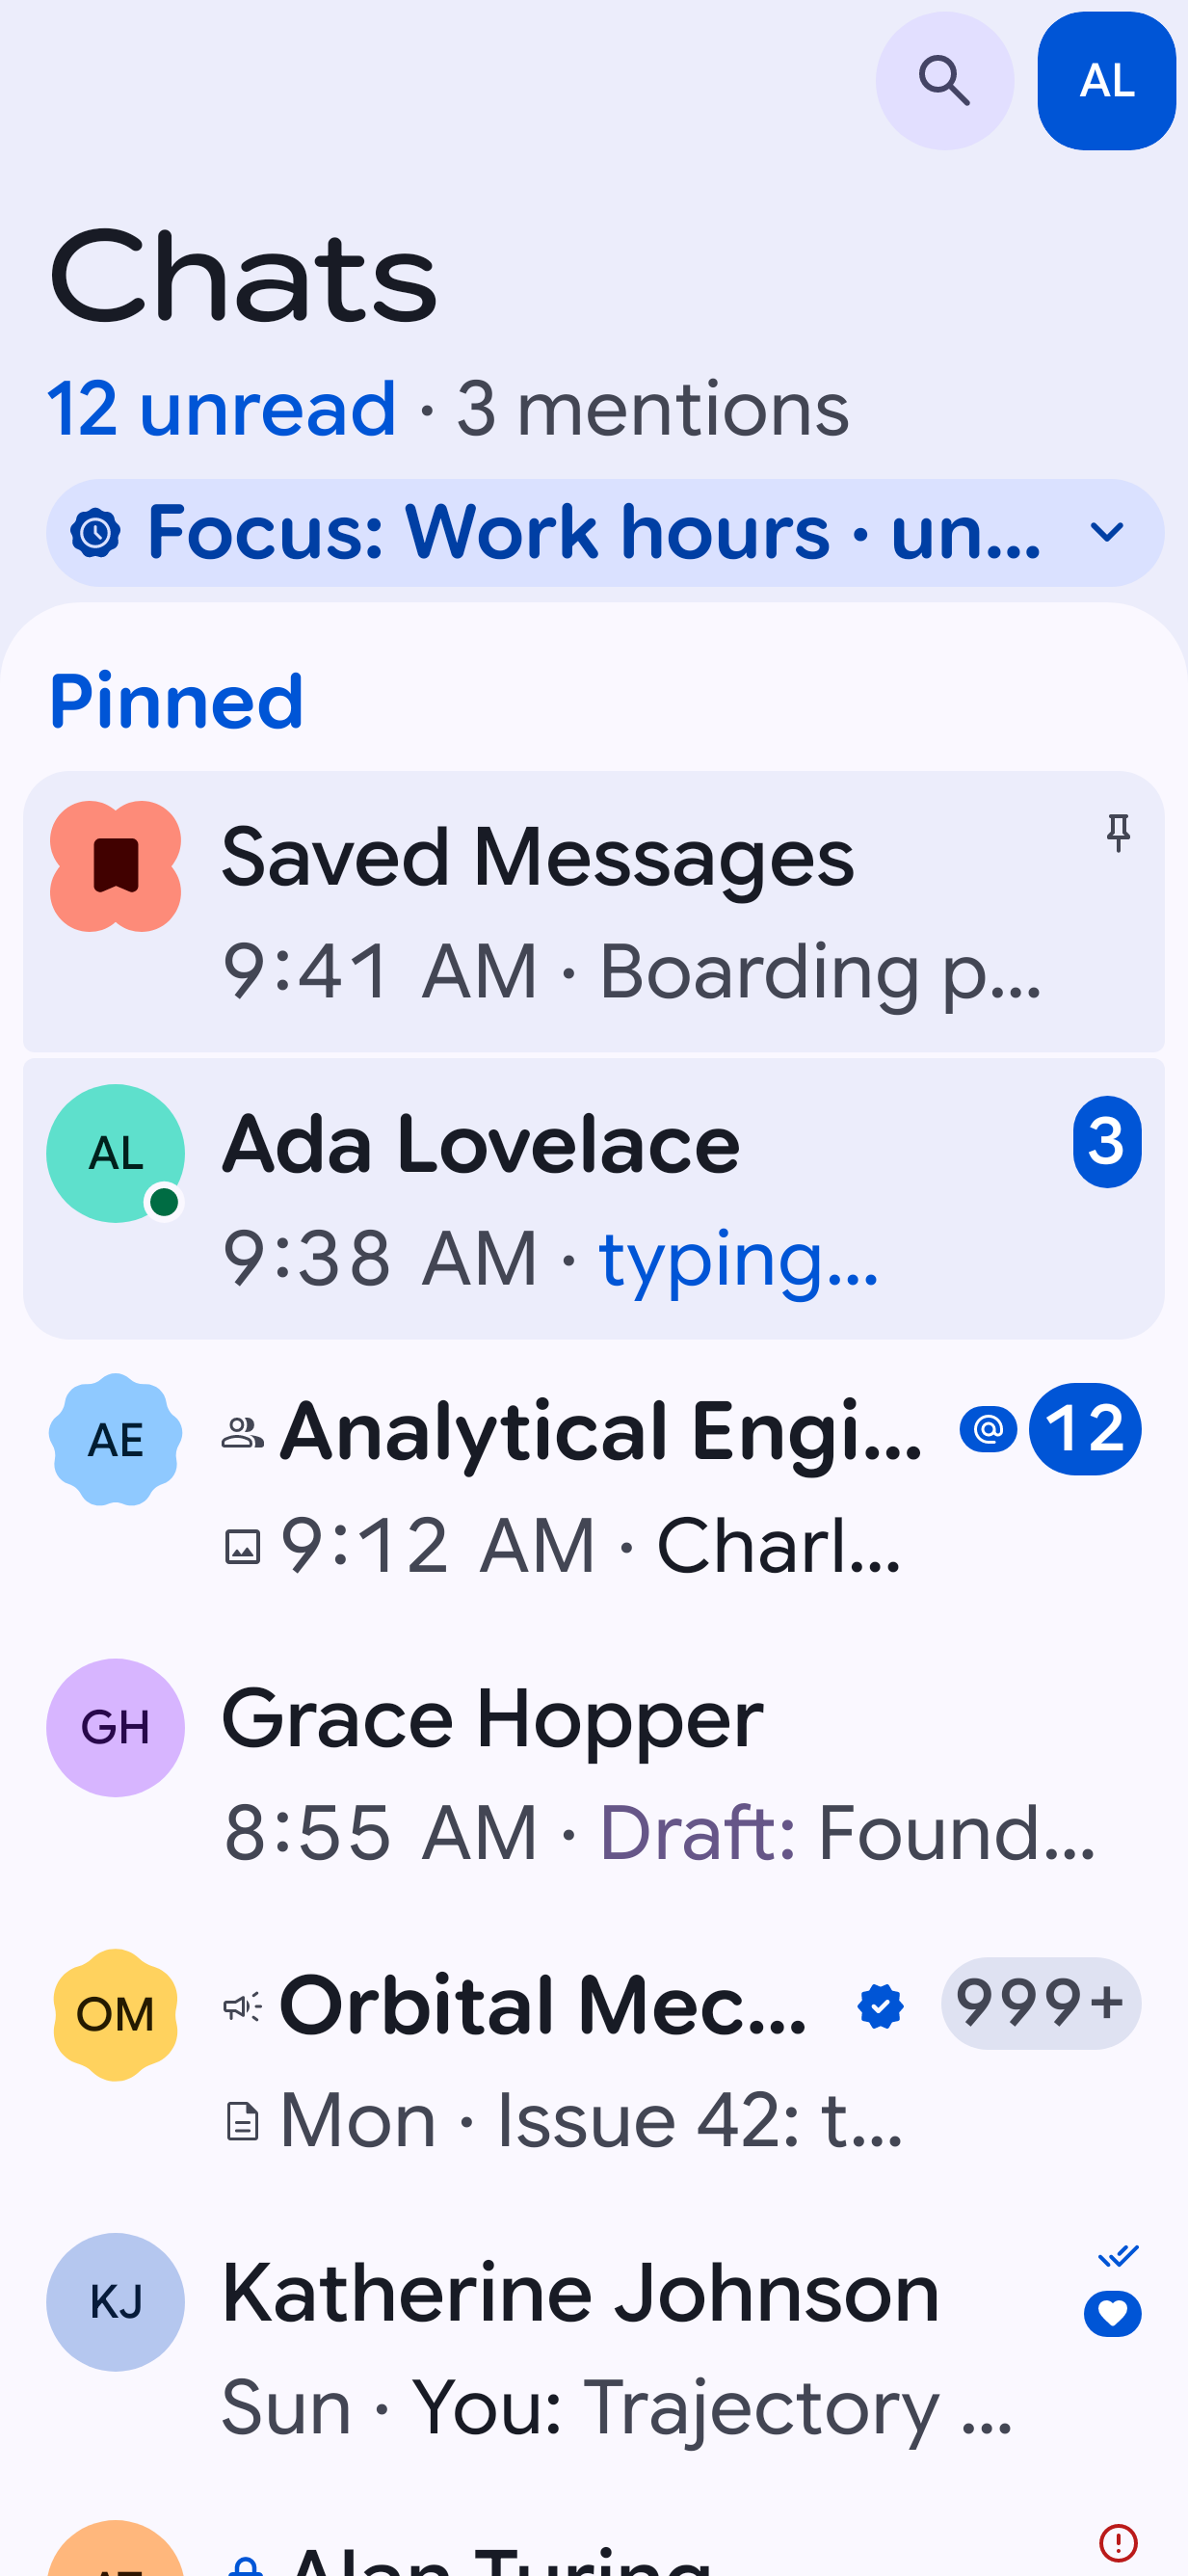 AL
Chats
12 unread · 3 mentions
Focus: Work hours · un...
Pinned
Saved Messages
9:41 AM · Boarding p...
AL
Ada Lovelace
3
9:38 AM · typing...
AE
Analytical Engi...
@
12
9:12 AM · Charl...
GH
Grace Hopper
8:55 AM · Draft: Found...
OM
Orbital Mec...
999+
Mon · Issue 42: t...
KJ
Katherine Johnson
Sun · You: Trajectory ...
Alan Turing